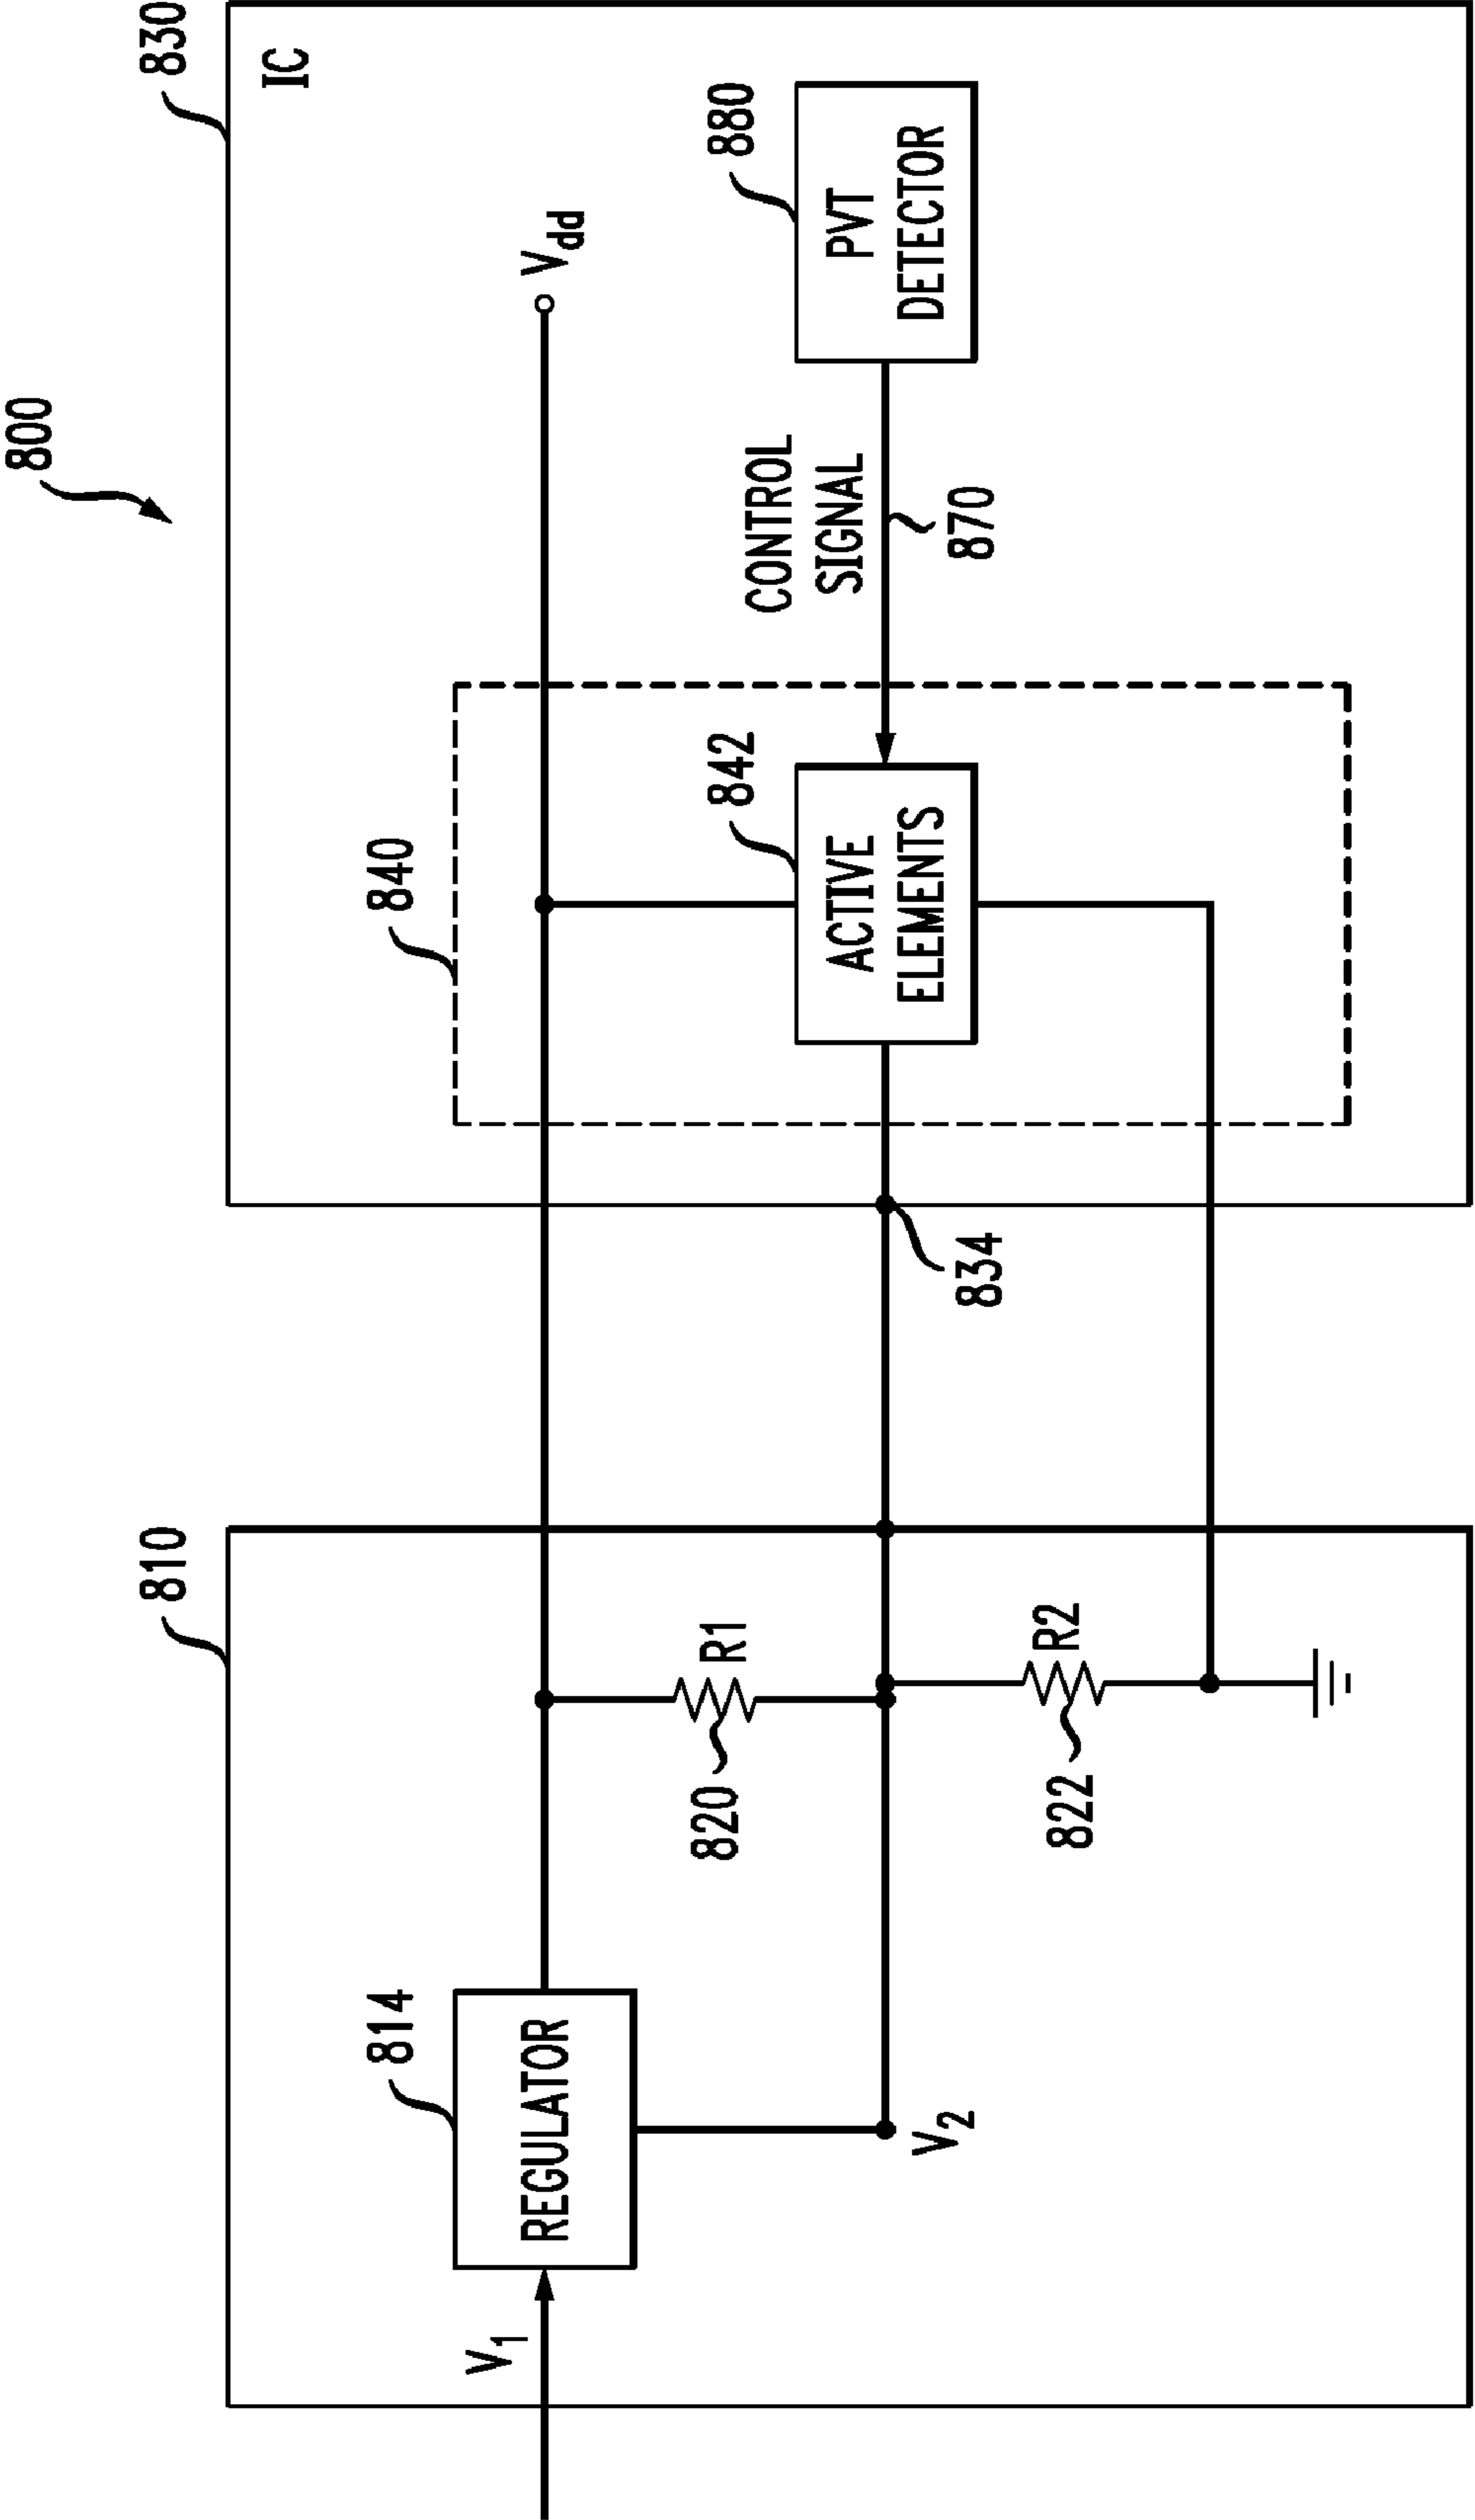 800
810
830
IC
814
840
V1
REGULATOR
Vdd
820
R1
842
CONTROL
SIGNAL
880
ACTIVE
ELEMENTS
PVT
DETECTOR
V2
834
870
822
R2